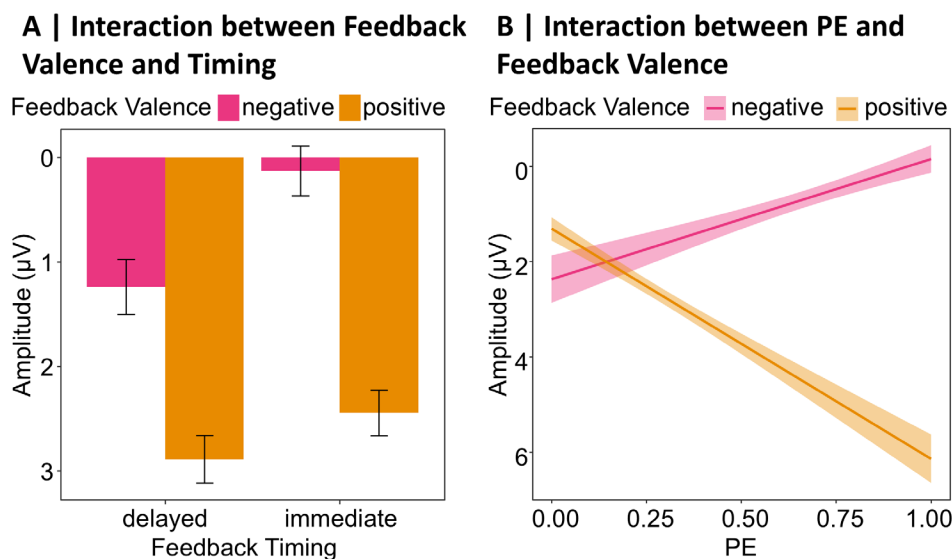 A | Interaction between Feedback
Valence and Timing
Feedback Valence negative positive
0
1
2
3
Amplitude (µV)
delayed immediate
Feedback Timing
B | Interaction between PE and
Feedback Valence
Feedback Valence negative positive
0
2
4
6
Amplitude (µV)
0.00 0.25 0.50 0.75 1.00
PE